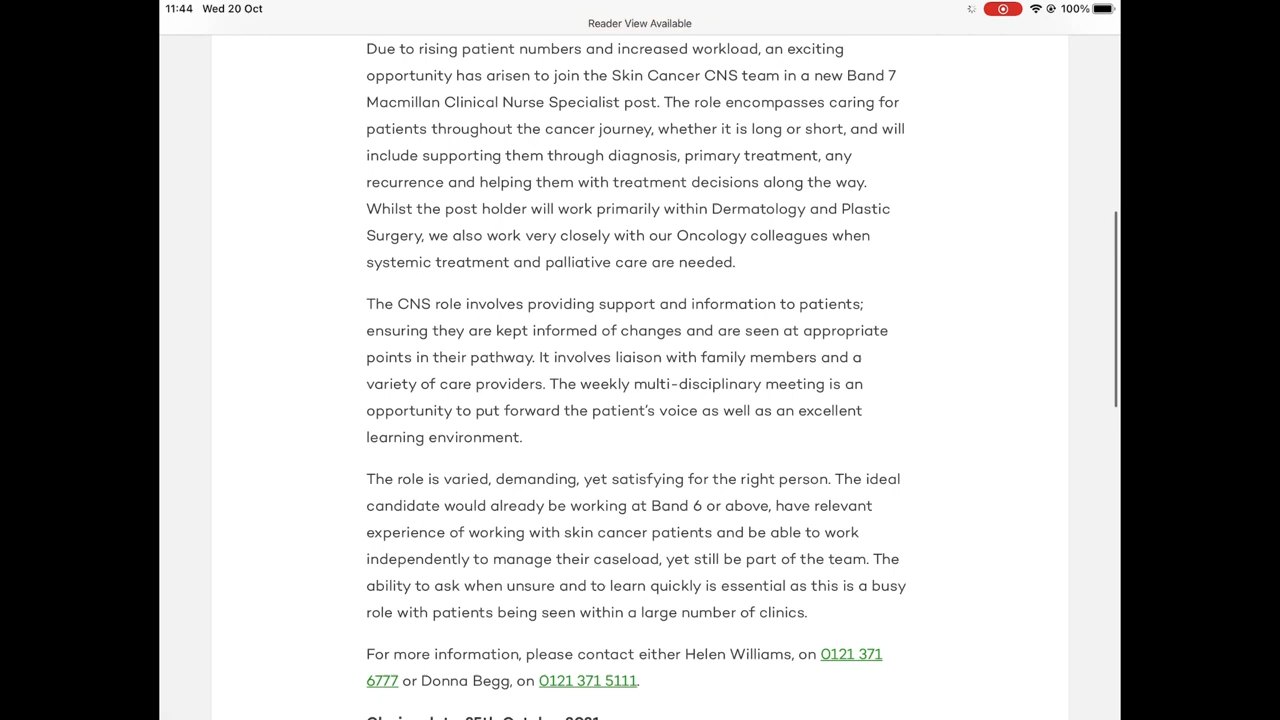 11:44 Wed 20 Oct
100%
Reader View Available
Due to rising patient numbers and increased workload, an exciting
opportunity has arisen to join the Skin Cancer CNS team in a new Band 7
Macmillan Clinical Nurse Specialist post. The role encompasses caring for
patients throughout the cancer journey, whether it is long or short, and will
include supporting them through diagnosis, primary treatment, any
recurrence and helping them with treatment decisions along the way.
Whilst the post holder will work primarily within Dermatology and Plastic
Surgery, we also work very closely with our Oncology colleagues when
systemic treatment and palliative care are needed.
The CNS role involves providing support and information to patients;
ensuring they are kept informed of changes and are seen at appropriate
points in their pathway. It involves liaison with family members and a
variety of care providers. The weekly multi-disciplinary meeting is an
opportunity to put forward the patient's voice as well as an excellent
learning environment.
The role is varied, demanding, yet satisfying for the right person. The ideal
candidate would already be working at Band 6 or above, have relevant
experience of working with skin cancer patients and be able to work
independently to manage their caseload, yet still be part of the team. The
ability to ask when unsure and to learn quickly is essential as this is a busy
role with patients being seen within a large number of clinics.
For more information, please contact either Helen Williams, on 0121 371
6777 or Donna Begg, on 0121 371 5111.